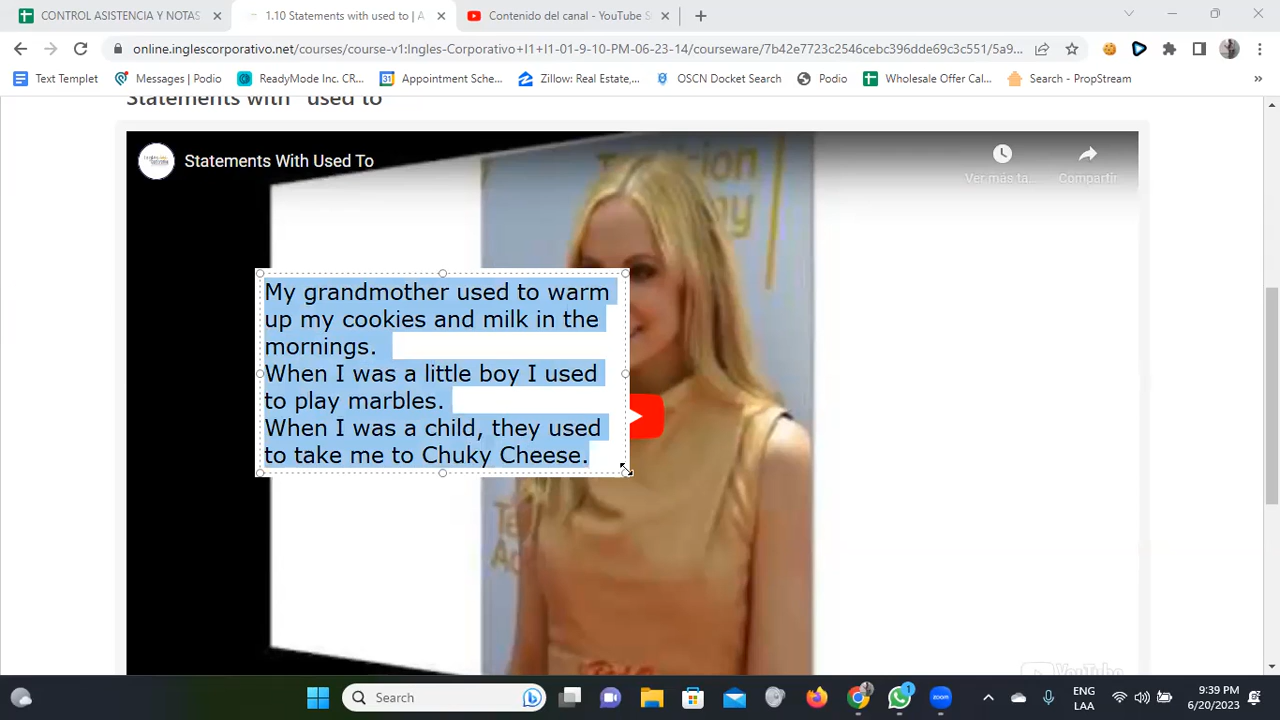 CONTROL ASISTENCIA Y NOTAS
1.10 Statements with used to | A
Contenido del canal - YouTube S
online.inglescorporativo.net/courses/course-v1:Ingles-Corporativo+I1+I1-01-9-10-PM-06-23-14/courseware/7b42e7723c2546cebc396dde69c3c551/5a9...
Text Templet
Messages | Podio
ReadyMode Inc. CR...
Appointment Sche...
Zillow: Real Estate,...
OSCN Docket Search
Podio
Wholesale Offer Cal...
Search - PropStream
Statements with "used to"
Statements With Used To
Ver más ta...
Compartir
My grandmother used to warm
up my cookies and milk in the
mornings.
When I was a little boy I used
to play marbles.
When I was a child, they used
to take me to Chuky Cheese.
YouTube
Search
ENG
LAA
9:39 PM
6/20/2023